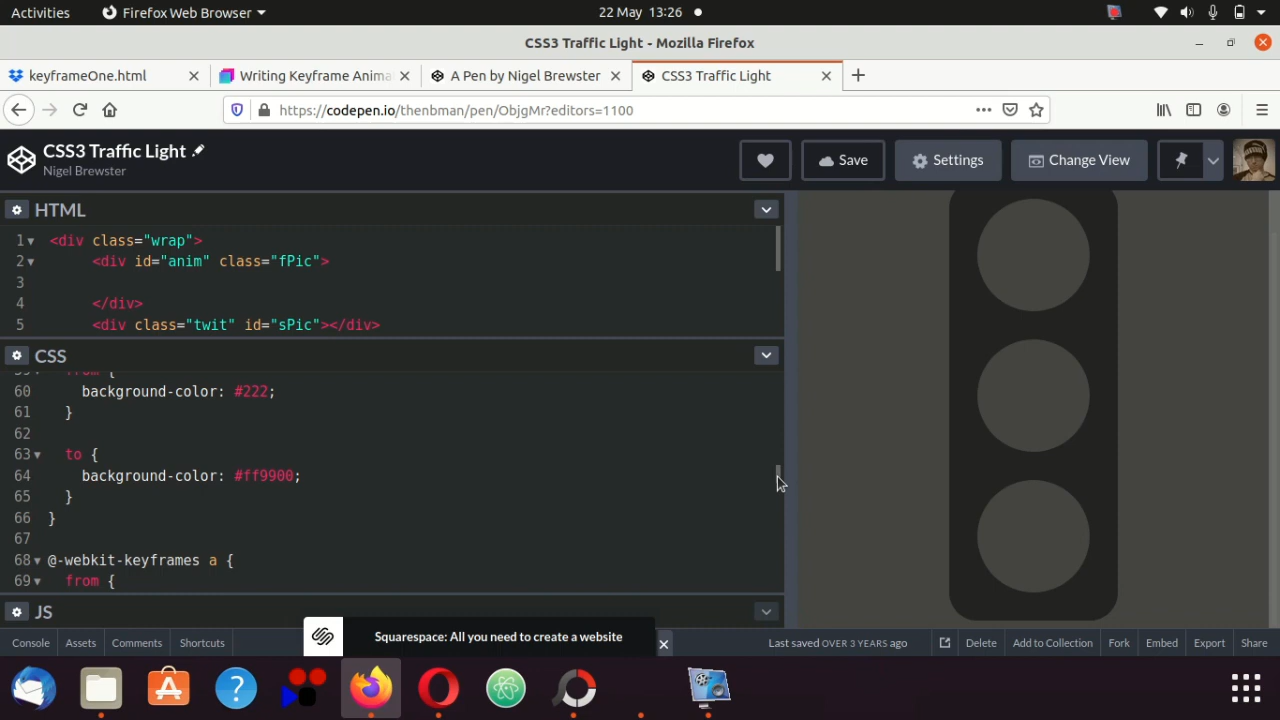 Activities Firefox Web Browser 22 May 13:26
CSS3 Traffic Light - Mozilla Firefox
keyframeOne.html Writing Keyframe Anima A Pen by Nigel Brewster CSS3 Traffic Light
https://codepen.io/thenbman/pen/ObjgMr?editors=1100
CSS3 Traffic Light
Nigel Brewster
Save Settings Change View
HTML
1 <div class="wrap">
2 <div id="anim" class="fPic">
3
4 </div>
5 <div class="twit" id="sPic"></div>
CSS
59 from {
60 background-color: #222;
61 }
62
63 to {
64 background-color: #ff9900;
65 }
66 }
67
68 @-webkit-keyframes a {
69 from {
JS
Squarespace: All you need to create a website
Console Assets Comments Shortcuts Last saved OVER 3 YEARS ago Delete Add to Collection Fork Embed Export Share